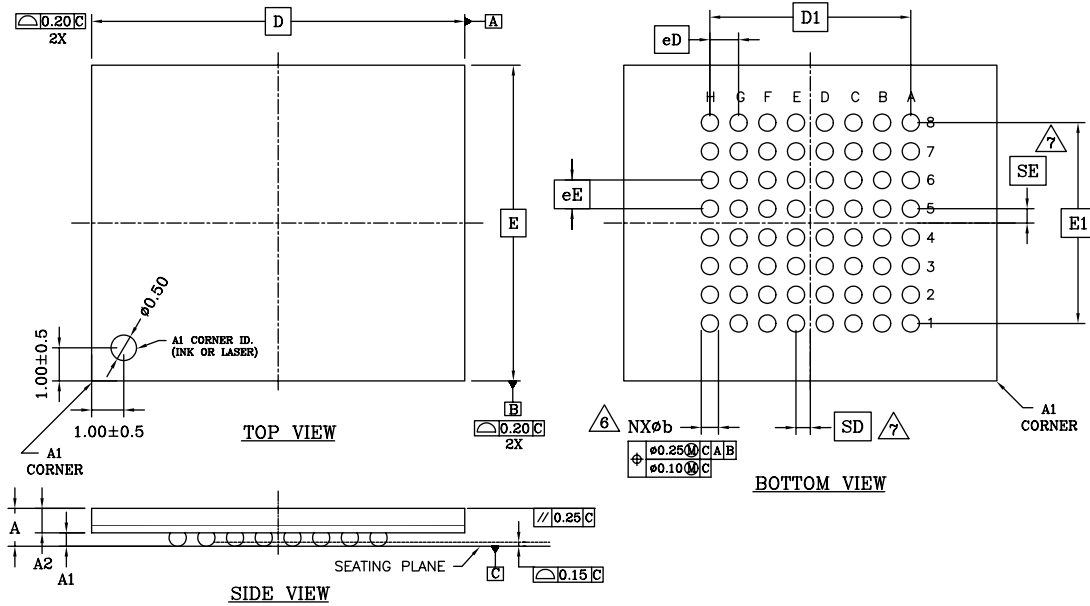 ⌓ 0.20 C
2X
D
A
E
ø0.50
A1 CORNER ID.
(INK OR LASER)
1.00±0.5
1.00±0.5
B
⌓ 0.20 C
2X
TOP VIEW
A1
CORNER
D1
eD
H G F E D C B A
8
7
6
5
4
3
2
1
7
SE
eE
E1
6 NXøb
SD 7
⌖ ø0.25 Ⓜ C A B
ø0.10 Ⓜ C
A1
CORNER
BOTTOM VIEW
A
A2
A1
// 0.25 C
SEATING PLANE
C
⌓ 0.15 C
SIDE VIEW